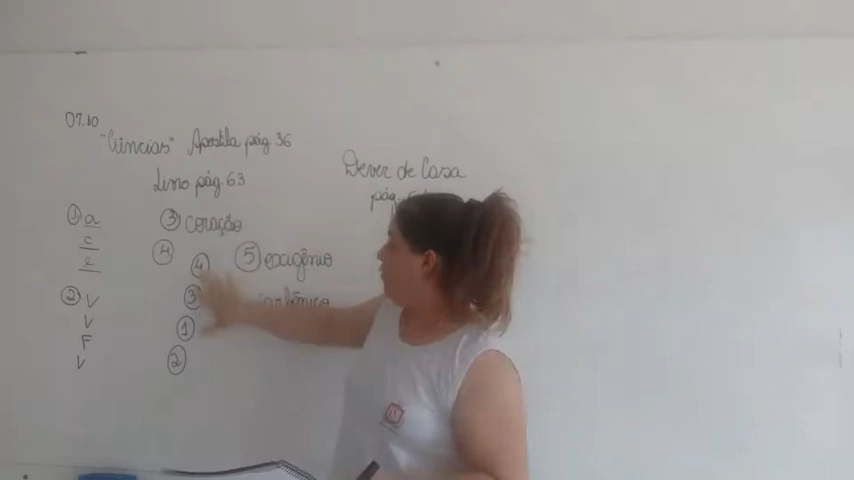 07.10
"Ciências" Apostila pág. 36
Livro pág. 63
Dever de Casa
pág.
① a
c
e
② V
V
F
V
③ coração
④
④
③
①
②
⑤ oxigênio
carbônico